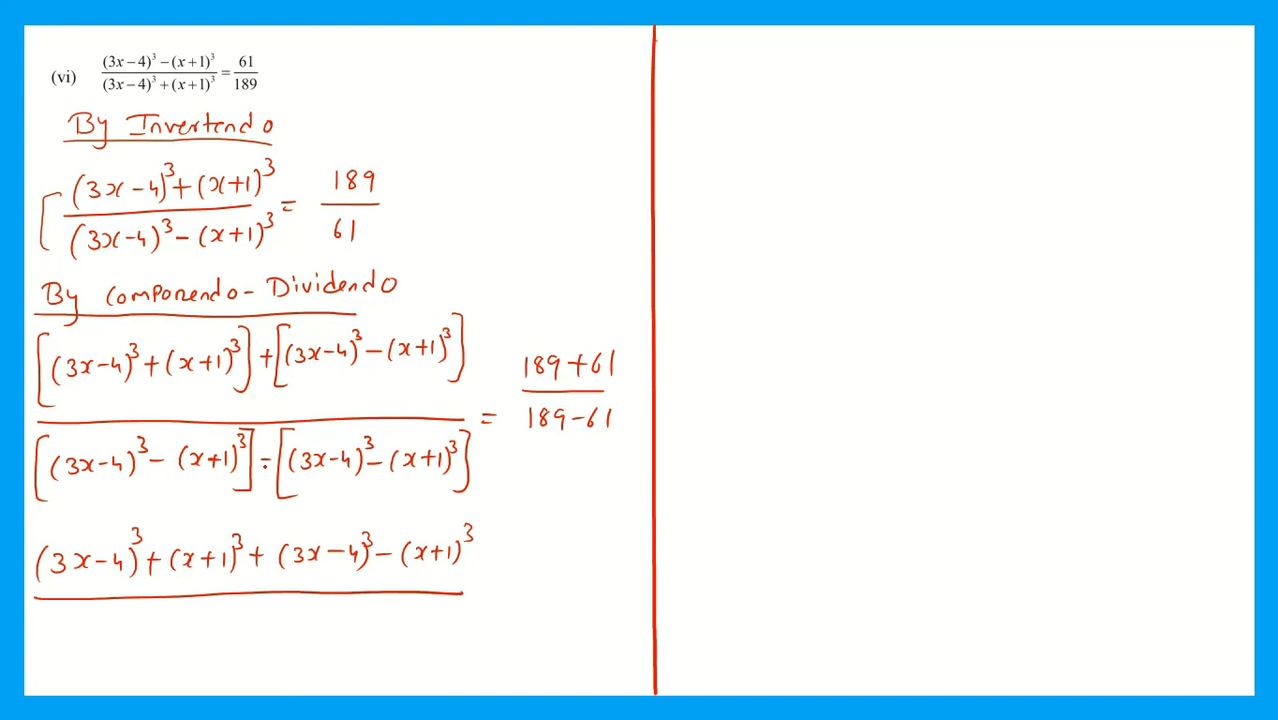 (vi) ((3x−4)³−(x+1)³)/((3x−4)³+(x+1)³) = 61/189
By Invertendo
((3x−4)³+(x+1)³)/((3x−4)³−(x+1)³) = 189/61
By Componendo-Dividendo
([(3x−4)³+(x+1)³]+[(3x−4)³−(x+1)³])/([(3x−4)³−(x+1)³]−[(3x−4)³−(x+1)³]) = (189+61)/(189−61)
(3x−4)³+(x+1)³+(3x−4)³−(x+1)³